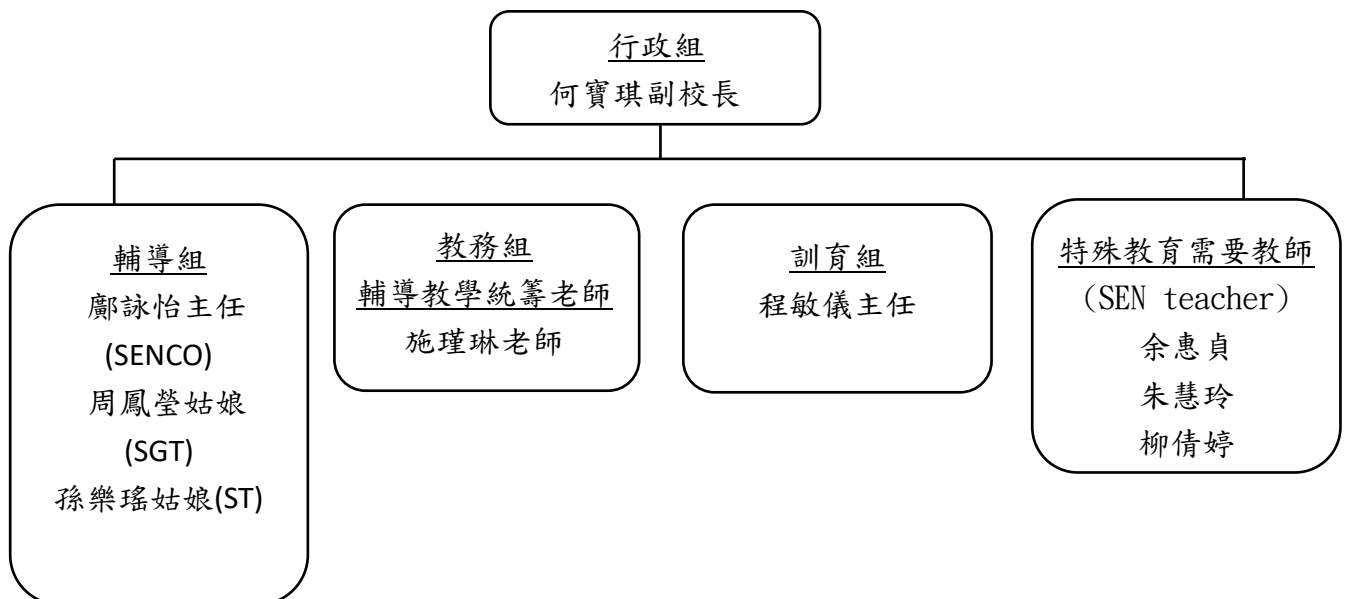 行政組
何寶琪副校長
輔導組
鄺詠怡主任
(SENCO)
周鳳瑩姑娘
(SGT)
孫樂瑤姑娘(ST)
教務組
輔導教學統籌老師
施瑾琳老師
訓育組
程敏儀主任
特殊教育需要教師
(SEN teacher)
余惠貞
朱慧玲
柳倩婷